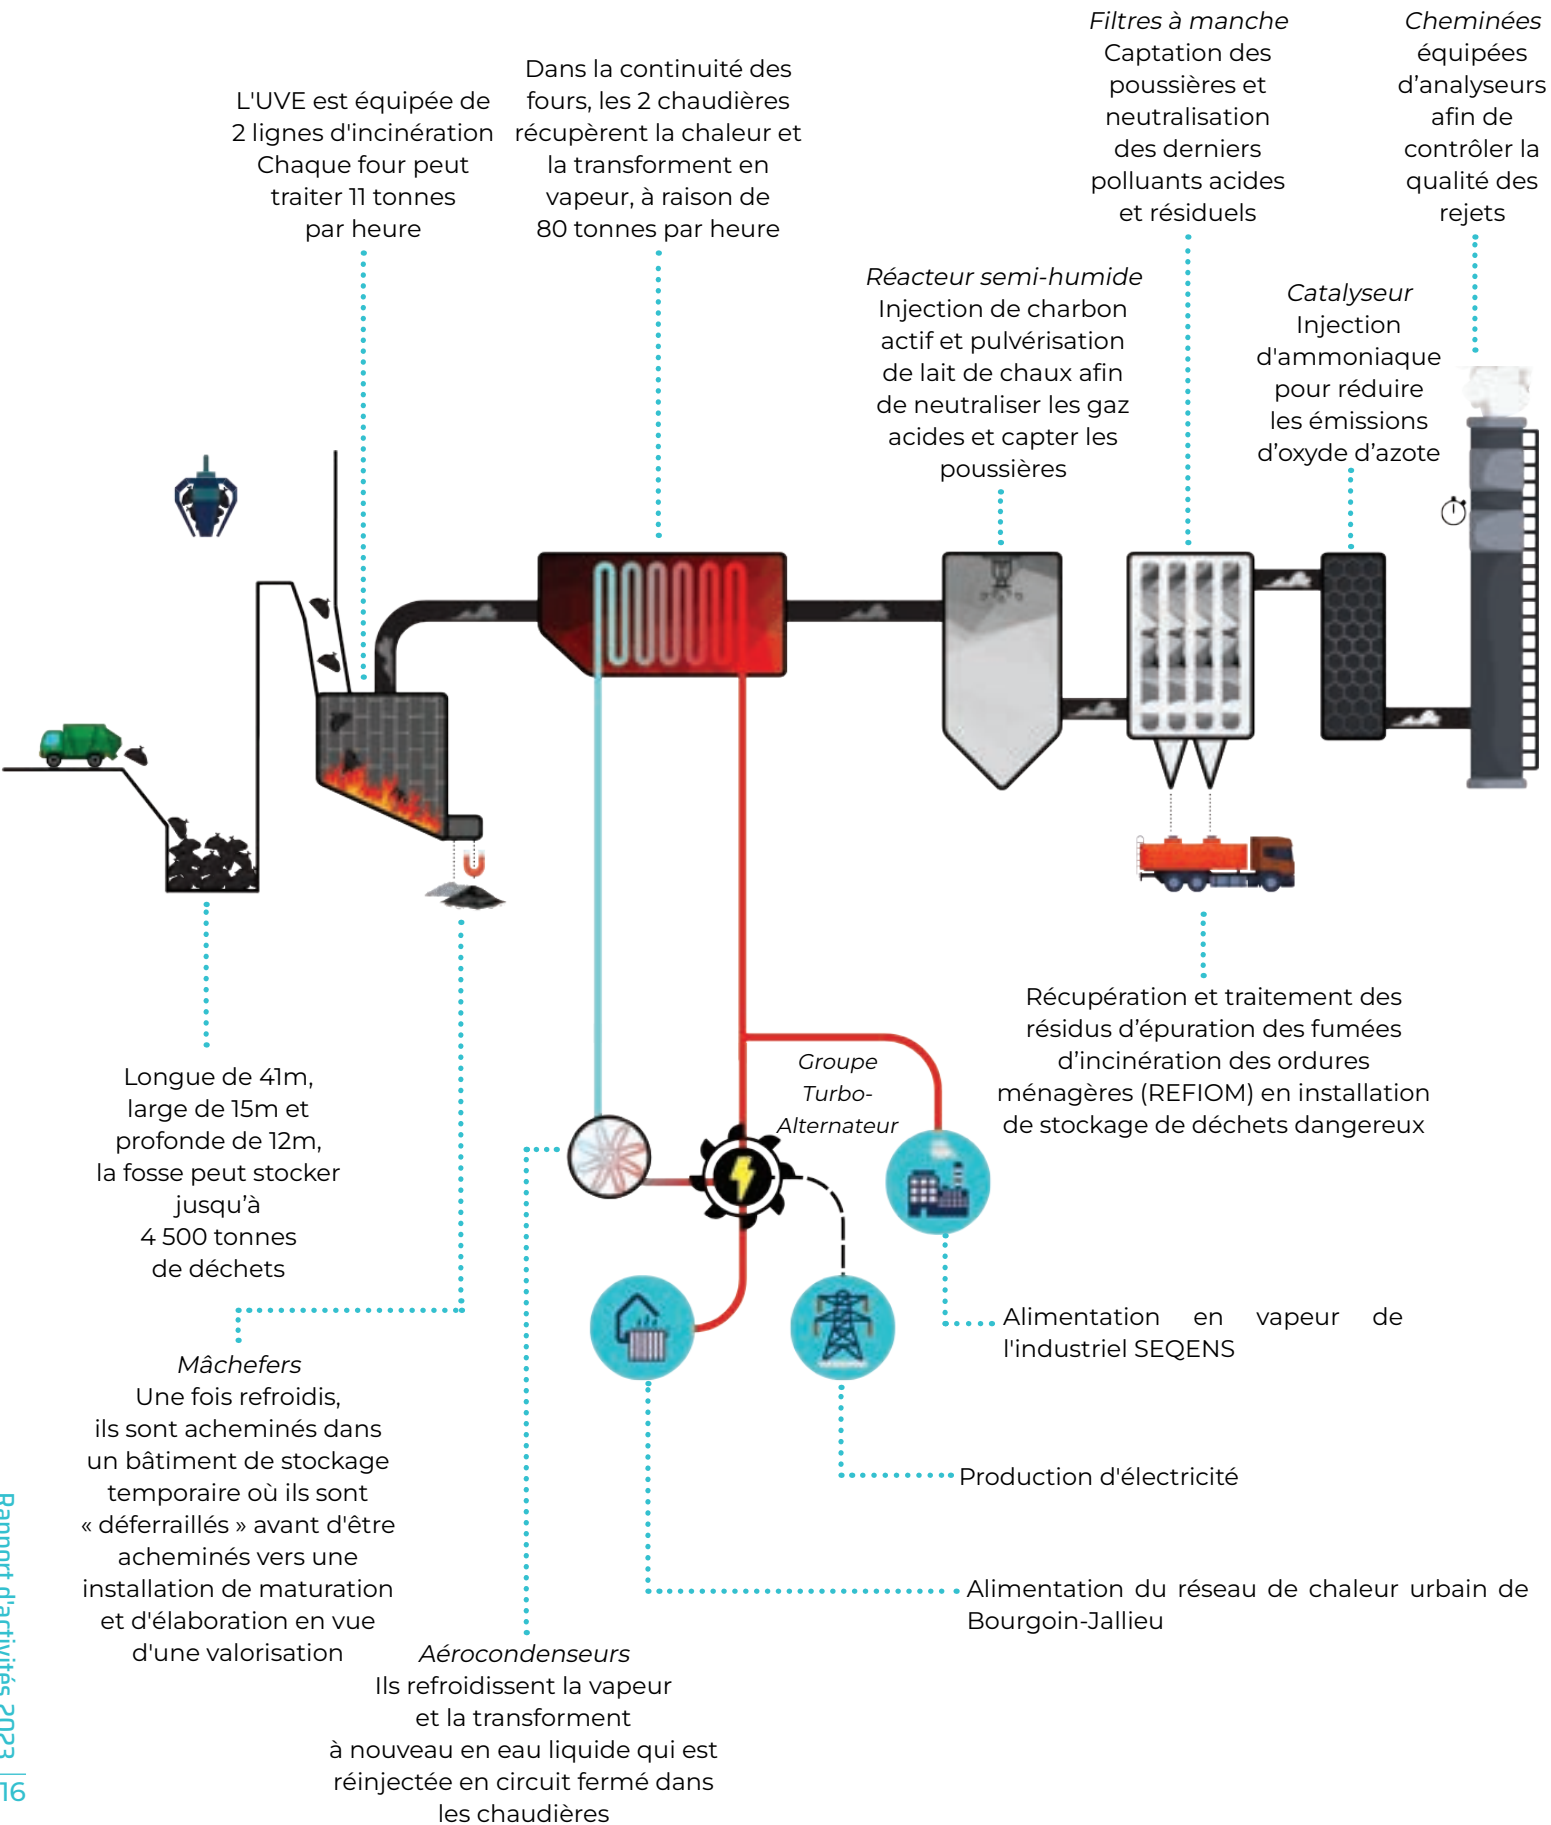 L'UVE est équipée de
2 lignes d'incinération
Chaque four peut
traiter 11 tonnes
par heure
Dans la continuité des
fours, les 2 chaudières
récupèrent la chaleur et
la transforment en
vapeur, à raison de
80 tonnes par heure
Réacteur semi-humide
Injection de charbon
actif et pulvérisation
de lait de chaux afin
de neutraliser les gaz
acides et capter les
poussières
Filtres à manche
Captation des
poussières et
neutralisation
des derniers
polluants acides
et résiduels
Catalyseur
Injection
d'ammoniaque
pour réduire
les émissions
d’oxyde d’azote
Cheminées
équipées
d’analyseurs
afin de
contrôler la
qualité des
rejets
Longue de 41m,
large de 15m et
profonde de 12m,
la fosse peut stocker
jusqu’à
4 500 tonnes
de déchets
Mâchefers
Une fois refroidis,
ils sont acheminés dans
un bâtiment de stockage
temporaire où ils sont
« déferraillés » avant d'être
acheminés vers une
installation de maturation
et d'élaboration en vue
d'une valorisation
Aérocondenseurs
Ils refroidissent la vapeur
et la transforment
à nouveau en eau liquide qui est
réinjectée en circuit fermé dans
les chaudières
Groupe
Turbo-
Alternateur
Récupération et traitement des
résidus d’épuration des fumées
d’incinération des ordures
ménagères (REFIOM) en installation
de stockage de déchets dangereux
Alimentation en vapeur de
l'industriel SEQENS
Production d'électricité
Alimentation du réseau de chaleur urbain de
Bourgoin-Jallieu
Rapport d'activités 2023
16